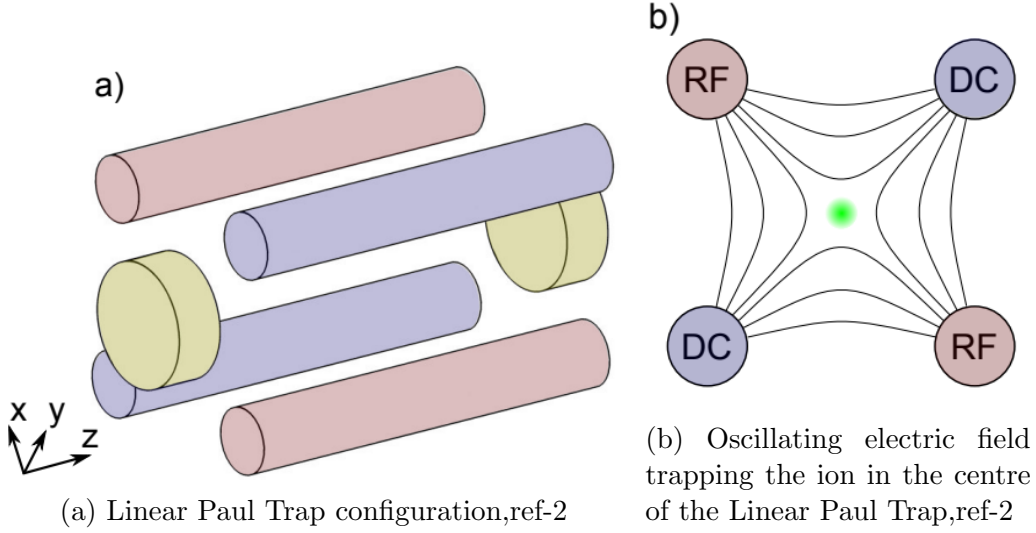 a)
x y z
(a) Linear Paul Trap configuration,ref-2
b)
RF DC
DC RF
(b) Oscillating electric field
trapping the ion in the centre
of the Linear Paul Trap,ref-2